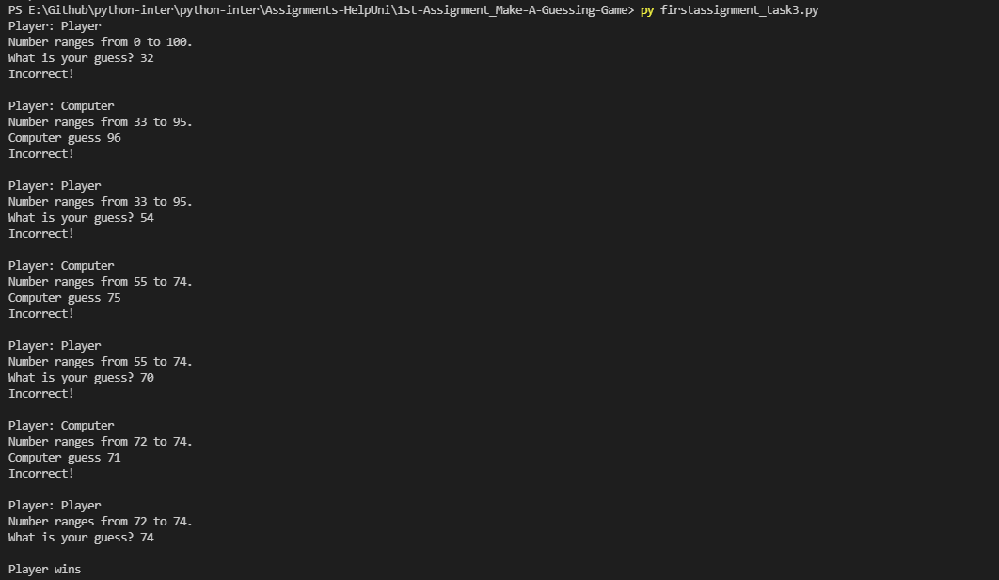 PS E:\Github\python-inter\python-inter\Assignments-HelpUni\1st-Assignment_Make-A-Guessing-Game> py firstassignment_task3.py
Player: Player
Number ranges from 0 to 100.
What is your guess? 32
Incorrect!

Player: Computer
Number ranges from 33 to 95.
Computer guess 96
Incorrect!

Player: Player
Number ranges from 33 to 95.
What is your guess? 54
Incorrect!

Player: Computer
Number ranges from 55 to 74.
Computer guess 75
Incorrect!

Player: Player
Number ranges from 55 to 74.
What is your guess? 70
Incorrect!

Player: Computer
Number ranges from 72 to 74.
Computer guess 71
Incorrect!

Player: Player
Number ranges from 72 to 74.
What is your guess? 74

Player wins